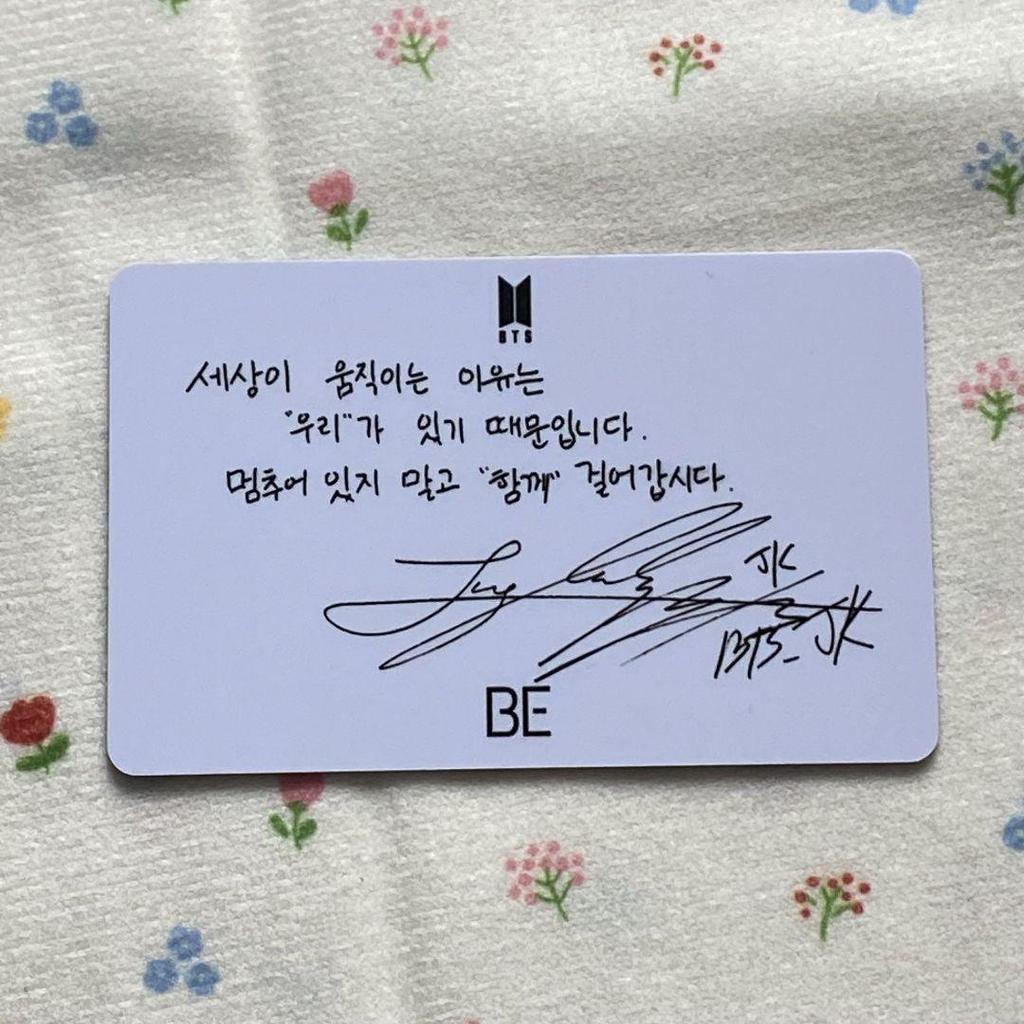 BTS
세상이 움직이는 이유는
"우리"가 있기 때문입니다.
멈추어 있지 말고 "함께" 걸어갑시다.
JK
BTS_JK
BE